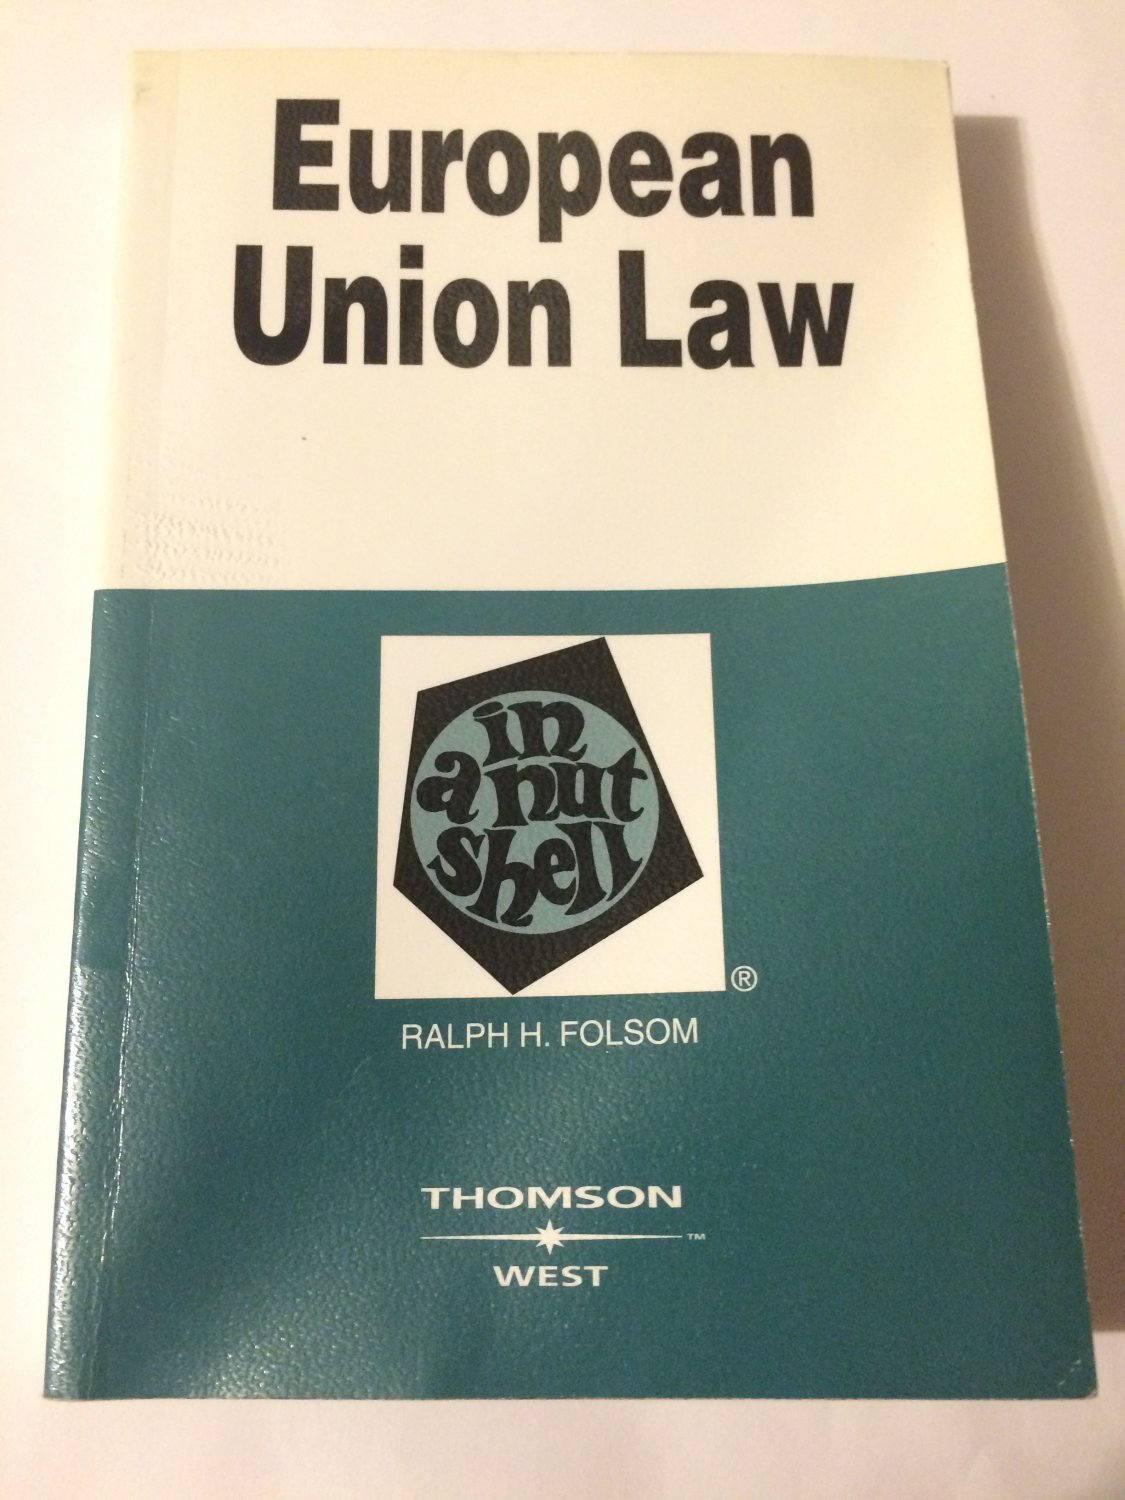 European
Union Law
in
a nut
shell
®
RALPH H. FOLSOM
THOMSON
™
WEST